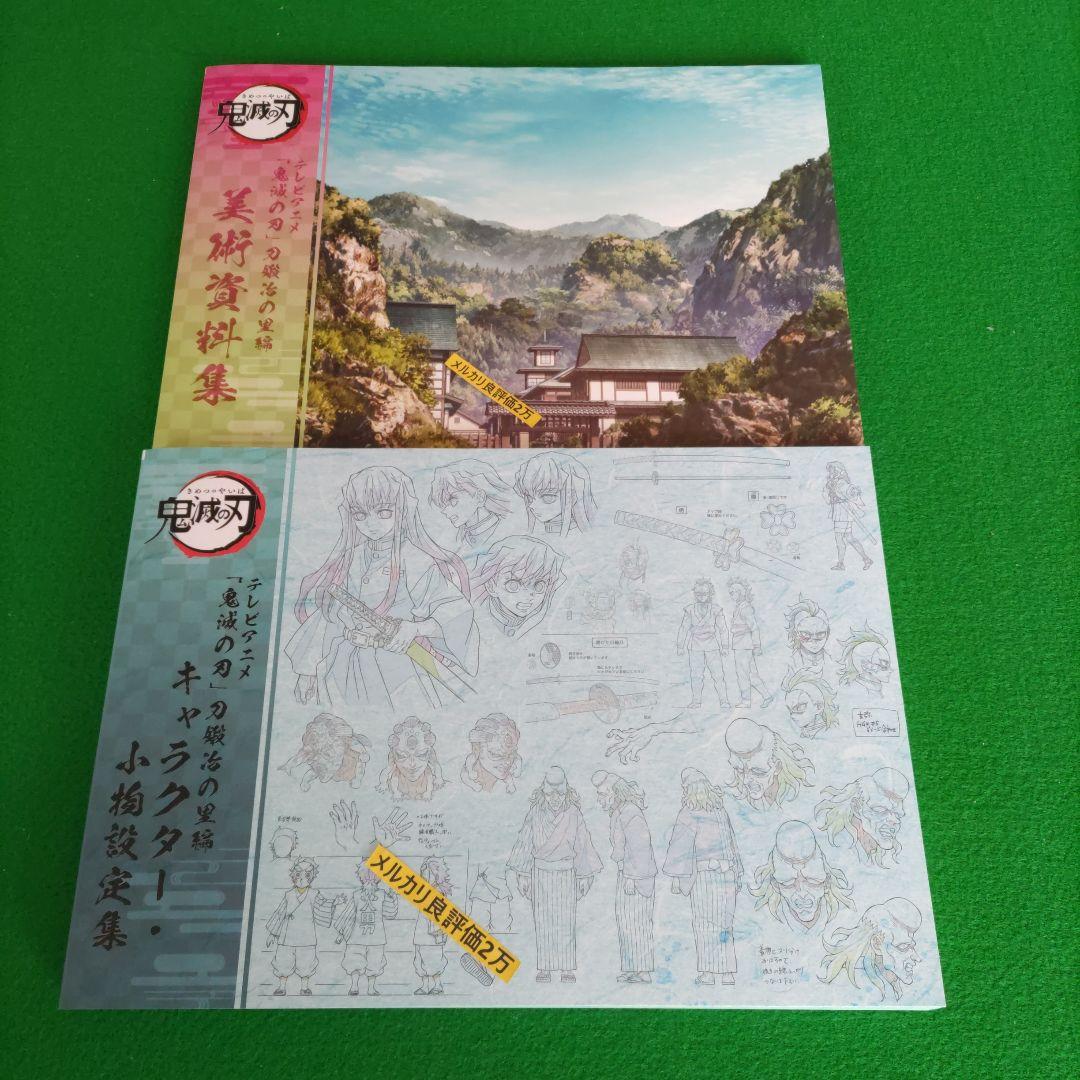 きめつのやいば
鬼滅の刃
テレビアニメ
「鬼滅の刃」刀鍛冶の里編
美術資料集
メルカリ良評価2万
きめつのやいば
鬼滅の刃
テレビアニメ
「鬼滅の刃」刀鍛冶の里編
キャラクター・
小物設定集
メルカリ良評価2万